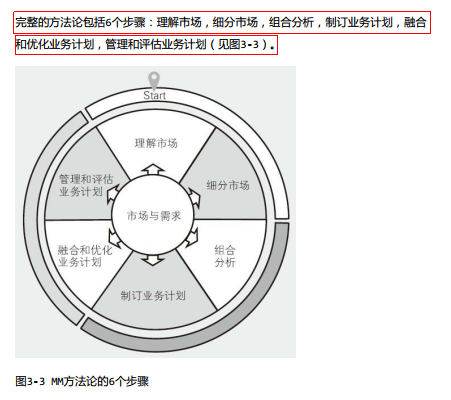 完整的方法论包括6个步骤：理解市场，细分市场，组合分析，制订业务计划，融合
和优化业务计划，管理和评估业务计划（见图3-3）。
Start
理解市场
细分市场
组合
分析
制订业务计划
融合和优化
业务计划
管理和评估
业务计划
市场与需求
图3-3 MM方法论的6个步骤